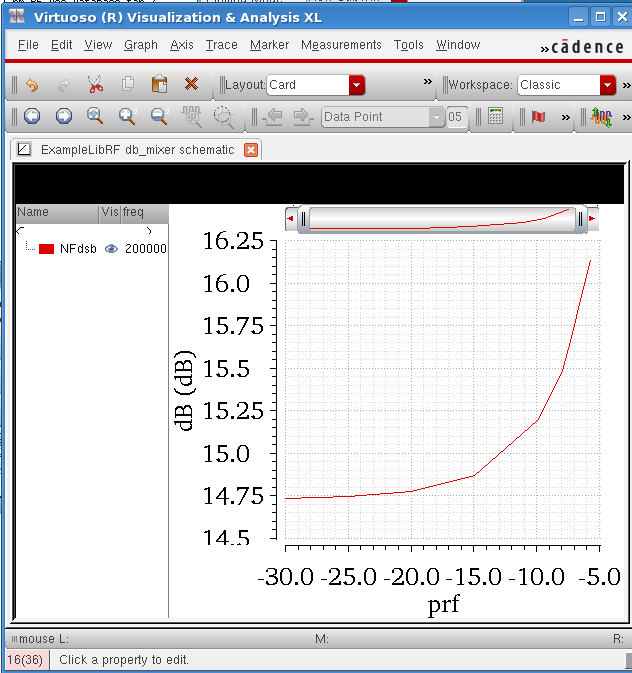 Virtuoso (R) Visualization & Analysis XL
File Edit View Graph Axis Trace Marker Measurements Tools Window » cādence
Layout: Card » Workspace: Classic »
Data Point 05 » »
ExampleLibRF db_mixer schematic
Name Vis freq
NFdsb 200000
16.25
16.0
15.75
15.5
15.25
15.0
14.75
14.5
dB (dB)
-30.0 -25.0 -20.0 -15.0 -10.0 -5.0
prf
mouse L: M: R:
16(36) Click a property to edit.